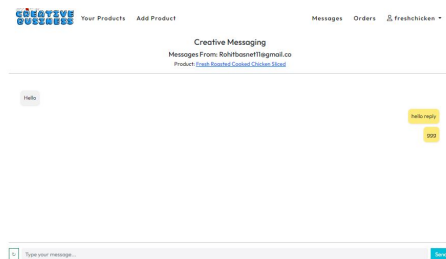 CREATIVE
BUSINESS
Your Products
Add Product
Messages
Orders
freshchicken
Creative Messaging
Messages From: Rohitbasnet11@gmail.co
Product: Fresh Roasted Cooked Chicken Sliced
Hello
hello reply
ggg
Type your message...
Send